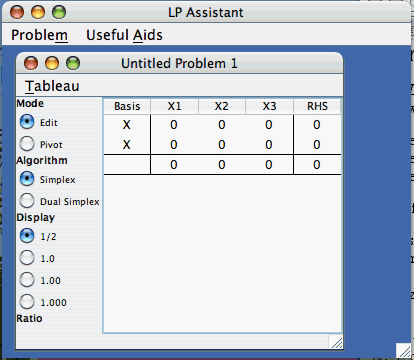 LP Assistant
Problem Useful Aids
Untitled Problem 1
Tableau
Mode
Edit
Pivot
Algorithm
Simplex
Dual Simplex
Display
1/2
1.0
1.00
1.000
Ratio
Basis X1 X2 X3 RHS
X 0 0 0 0
X 0 0 0 0
0 0 0 0